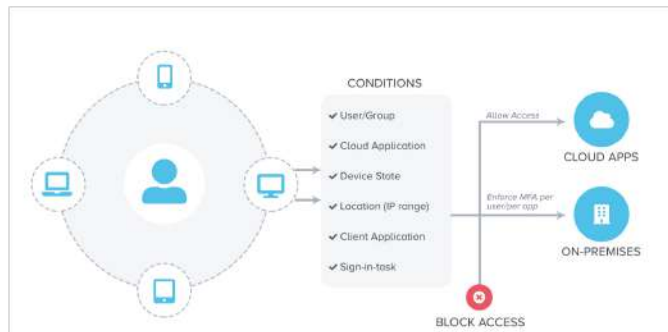 CONDITIONS
User/Group
Cloud Application
Device State
Location (IP range)
Client Application
Sign-in-task
Allow Access
CLOUD APPS
Enforce MFA per
user/per app
ON-PREMISES
BLOCK ACCESS